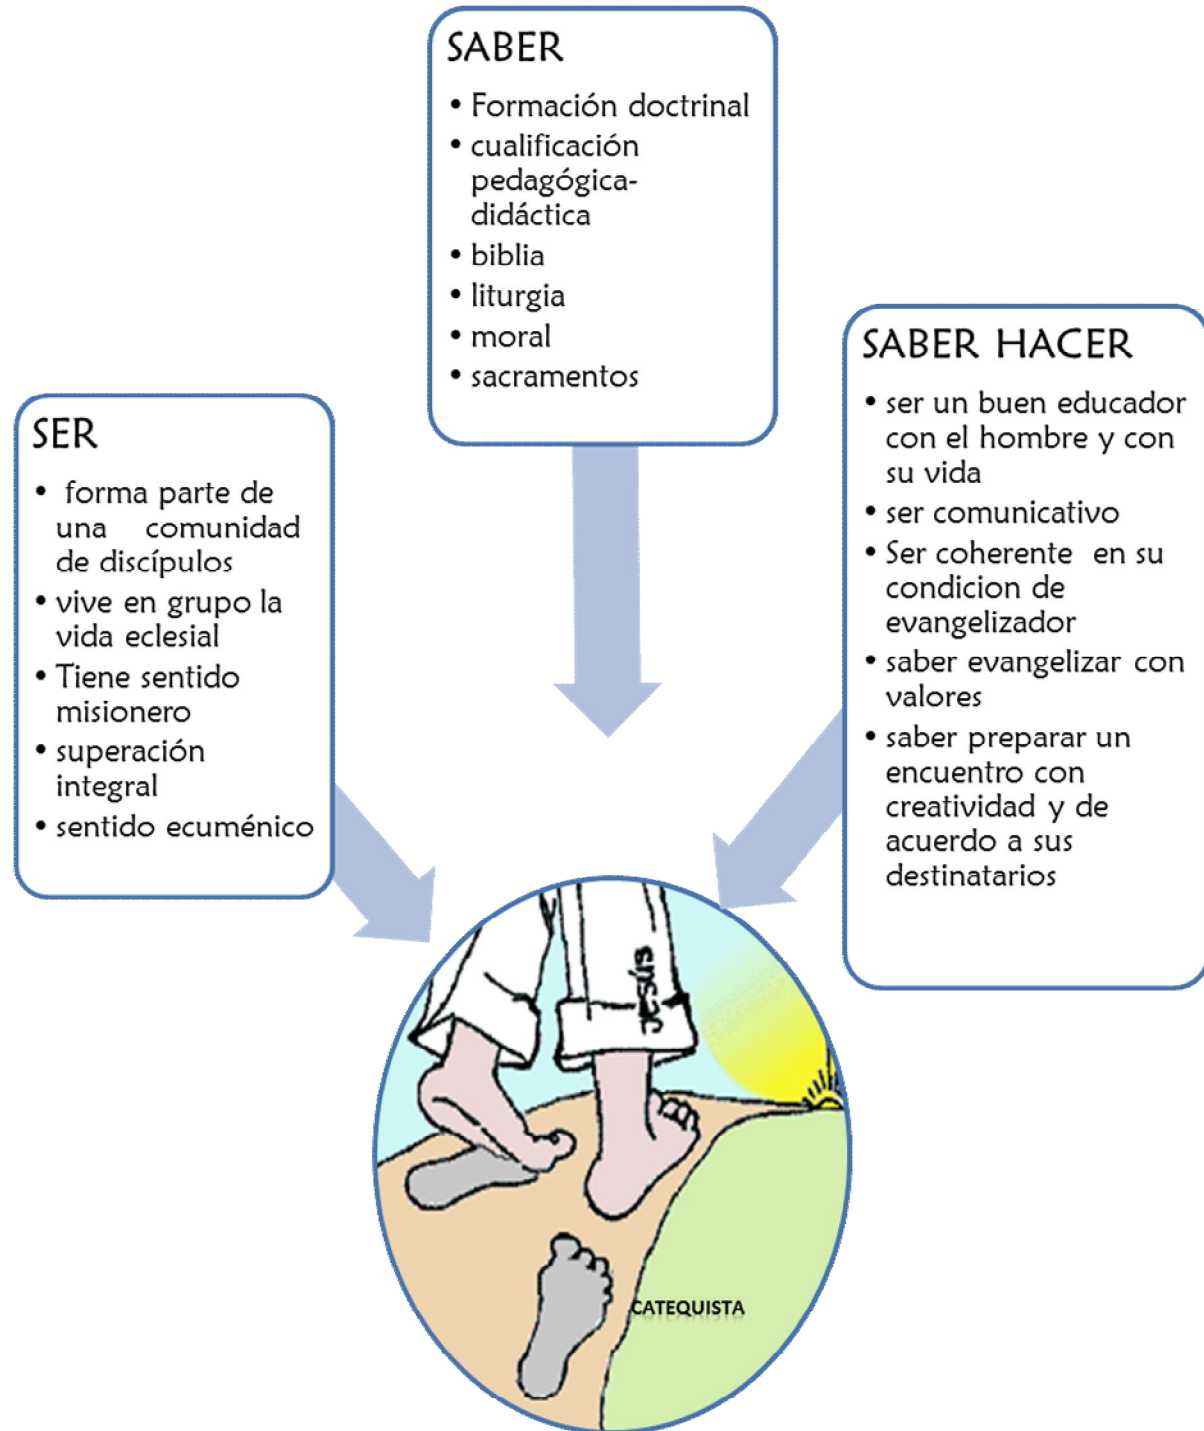 SABER
• Formación doctrinal
• cualificación
pedagógica-
didáctica
• biblia
• liturgia
• moral
• sacramentos
SER
• forma parte de
una comunidad
de discípulos
• vive en grupo la
vida eclesial
• Tiene sentido
misionero
• superación
integral
• sentido ecuménico
SABER HACER
• ser un buen educador
con el hombre y con
su vida
• ser comunicativo
• Ser coherente en su
condicion de
evangelizador
• saber evangelizar con
valores
• saber preparar un
encuentro con
creatividad y de
acuerdo a sus
destinatarios
JESÚS
CATEQUISTA